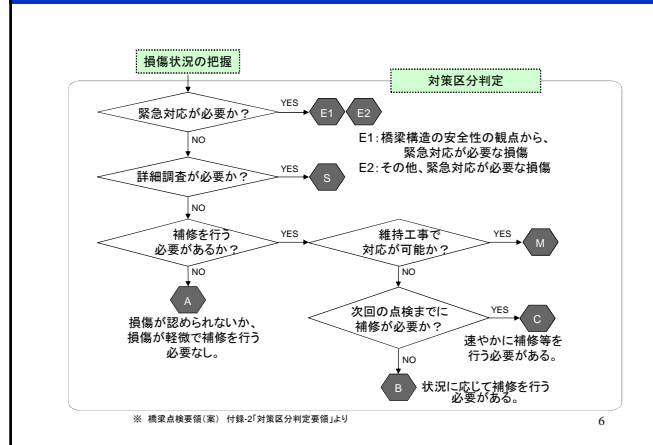 損傷状況の把握
対策区分判定
緊急対応が必要か？
YES
E1
E2
E1：橋梁構造の安全性の観点から、
緊急対応が必要な損傷
E2：その他、緊急対応が必要な損傷
NO
詳細調査が必要か？
YES
S
NO
補修を行う
必要があるか？
YES
維持工事で
対応が可能か？
YES
M
NO
NO
A
損傷が認められないか、
損傷が軽微で補修を行う
必要なし。
次回の点検までに
補修が必要か？
YES
C
速やかに補修等を
行う必要がある。
NO
B
状況に応じて補修を行う
必要がある。
※ 橋梁点検要領（案） 付録-2「対策区分判定要領」より
6